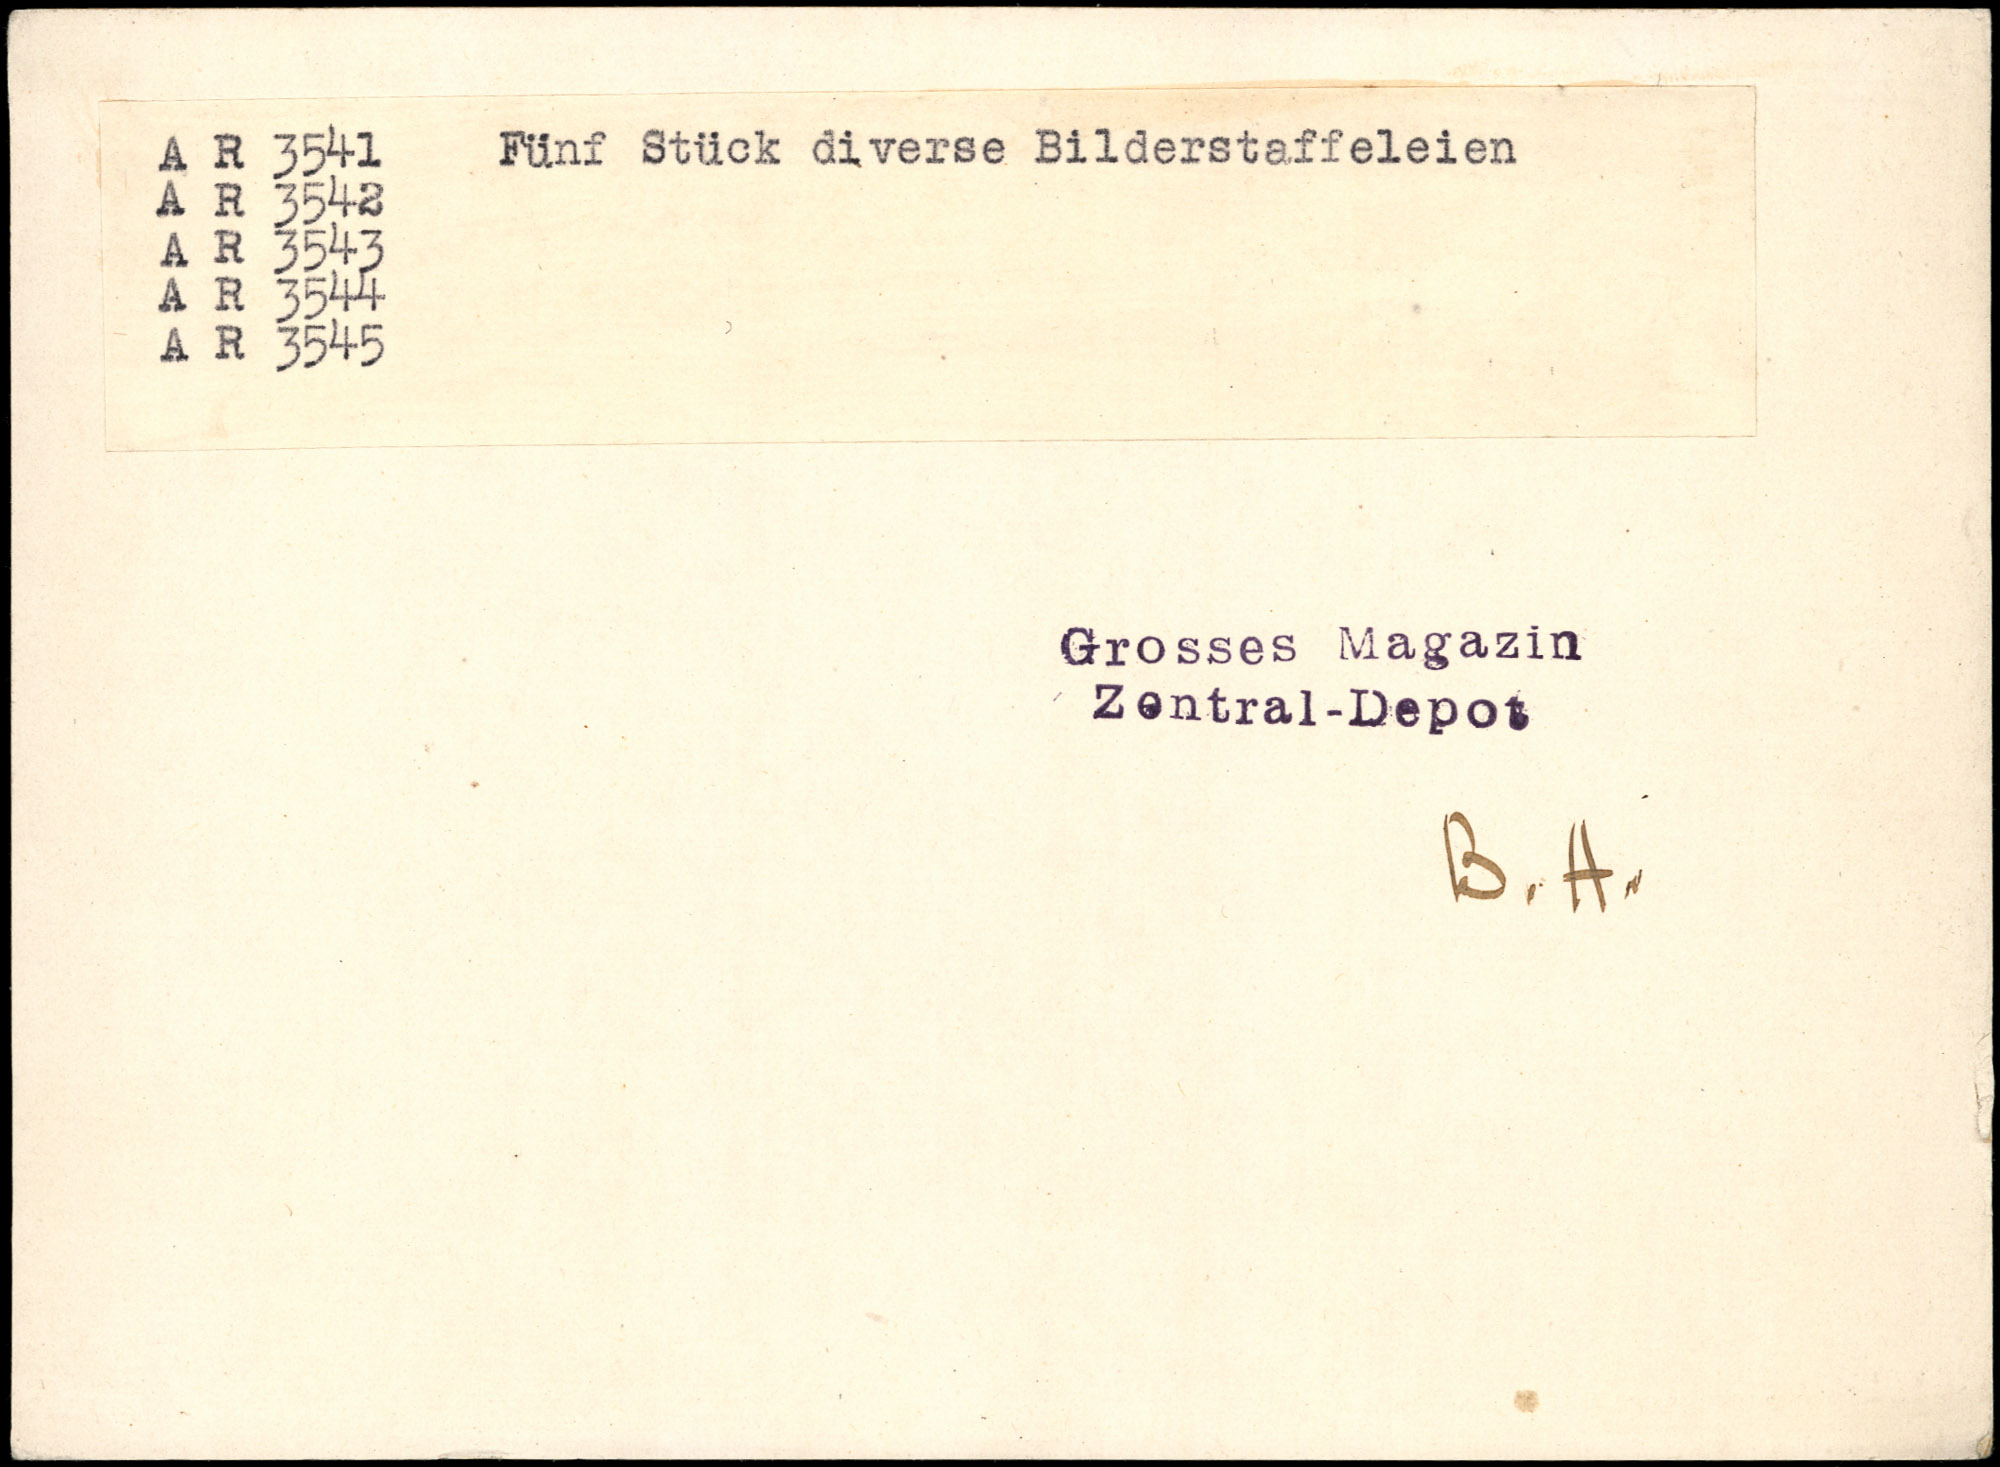 A R 3541 Fünf Stück diverse Bilderstaffeleien
A R 3542
A R 3543
A R 3544
A R 3545
Grosses Magazin
Zentral-Depot
B. H.